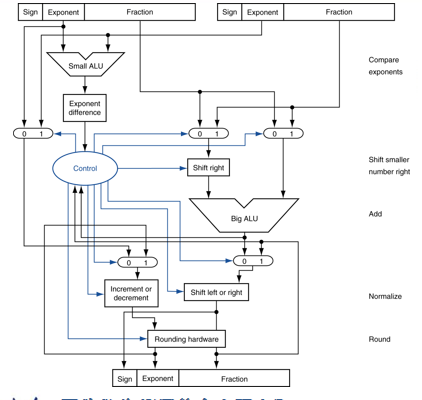 Sign Exponent Fraction Sign Exponent Fraction
Small ALU
Compare
exponents
Exponent
difference
0 1 0 1 0 1
Control
Shift right
Shift smaller
number right
Big ALU
Add
0 1 0 1
Increment or
decrement
Shift left or right
Normalize
Rounding hardware
Round
Sign Exponent Fraction